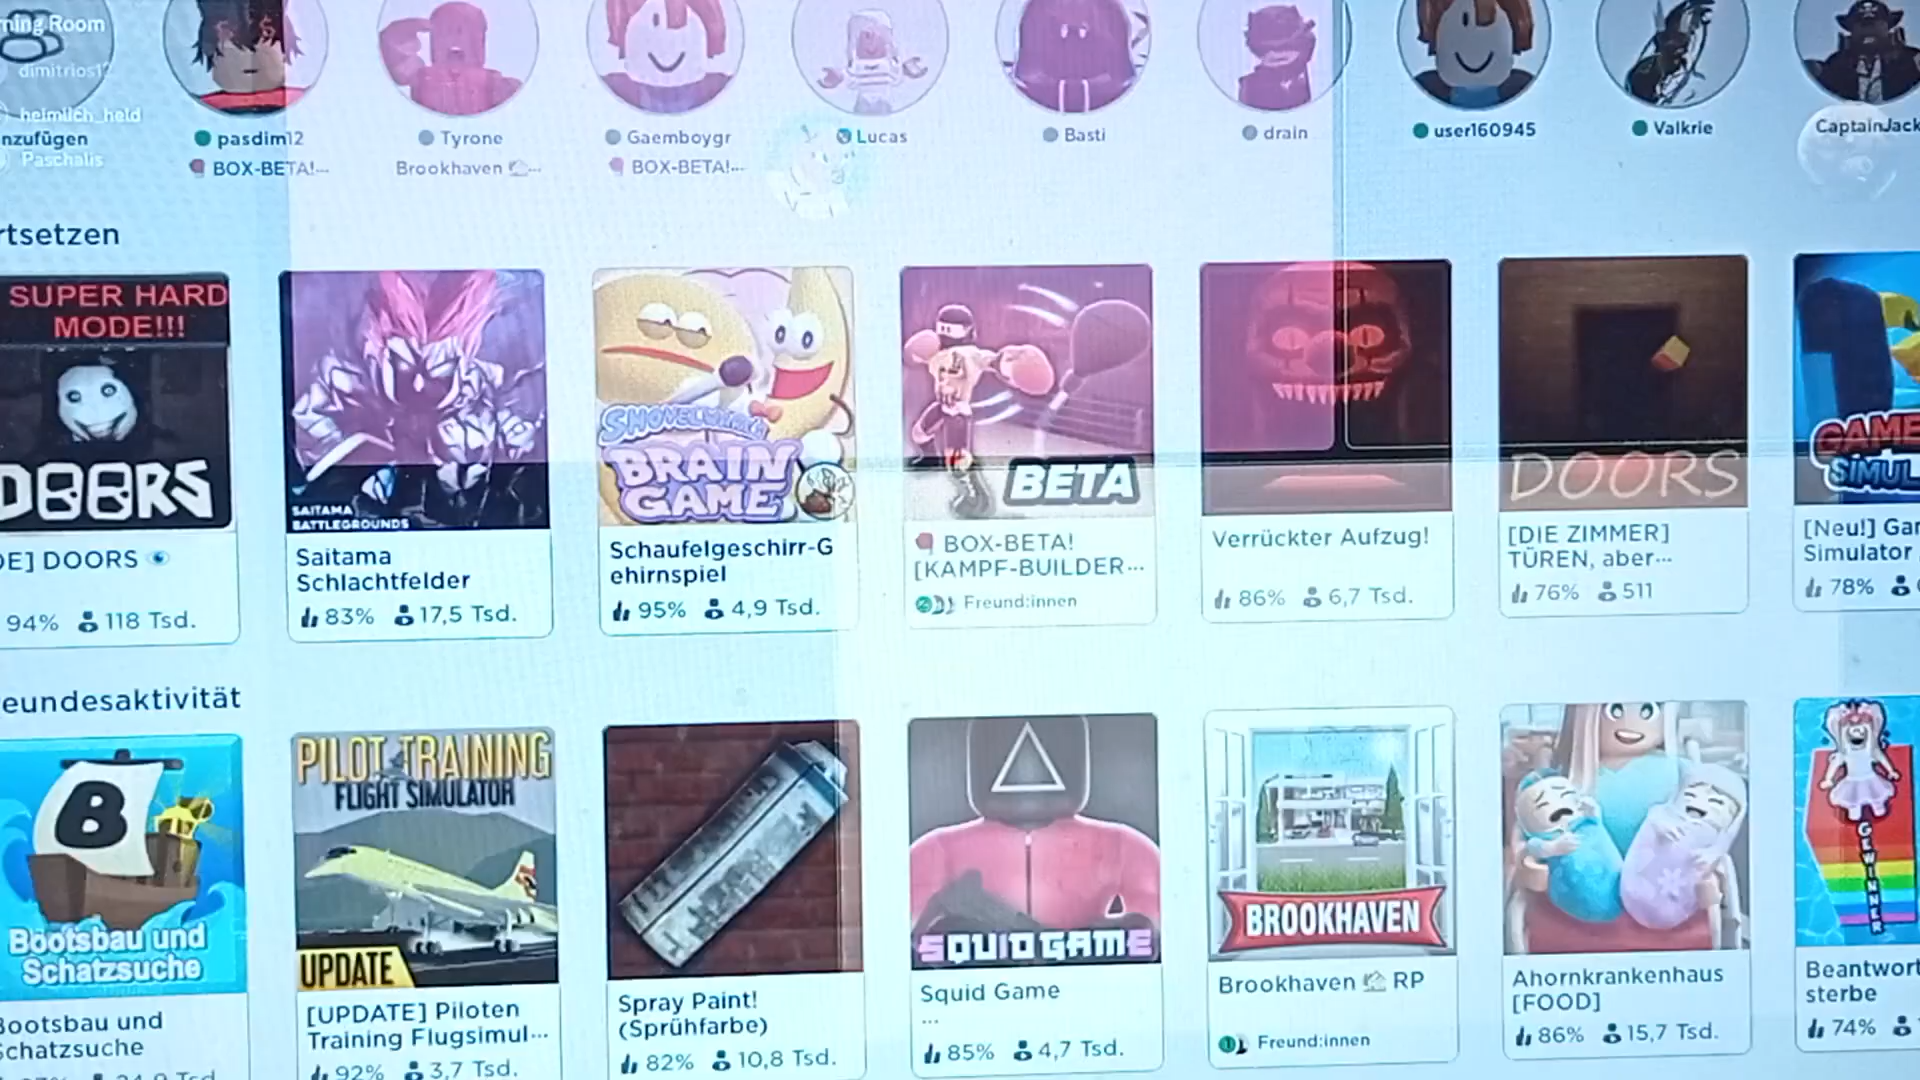 ning Room
dimitrios12
heimlich_held
nzufügen
Paschalis
pasdim12
BOX-BETA!...
Tyrone
Brookhaven
Gaemboygr
BOX-BETA!...
Lucas
Basti
drain
user160945
Valkrie
CaptainJack
rtsetzen
SUPER HARD
MODE!!!
DOORS
SAITAMA
BATTLEGROUNDS
BRAIN
GAME
BETA
DOORS
GAME
SIMUL
DE] DOORS
94% 118 Tsd.
Saitama
Schlachtfelder
83% 17,5 Tsd.
Schaufelgeschirr-G
ehirnspiel
95% 4,9 Tsd.
BOX-BETA!
[KAMPF-BUILDER...
Freund:innen
Verrückter Aufzug!
86% 6,7 Tsd.
[DIE ZIMMER]
TÜREN, aber...
76% 511
[Neu!] Gar
Simulator
78%
eundesaktivität
B
Bootsbau und
Schatzsuche
PILOT TRAINING
FLIGHT SIMULATOR
UPDATE
SQUID GAME
BROOKHAVEN
GEWINNER
Bootsbau und
Schatzsuche
[UPDATE] Piloten
Training Flugsimul...
92% 3,7 Tsd.
Spray Paint!
(Sprühfarbe)
82% 10,8 Tsd.
Squid Game
...
85% 4,7 Tsd.
Brookhaven RP
Freund:innen
Ahornkrankenhaus
[FOOD]
86% 15,7 Tsd.
Beantwort
sterbe
74%